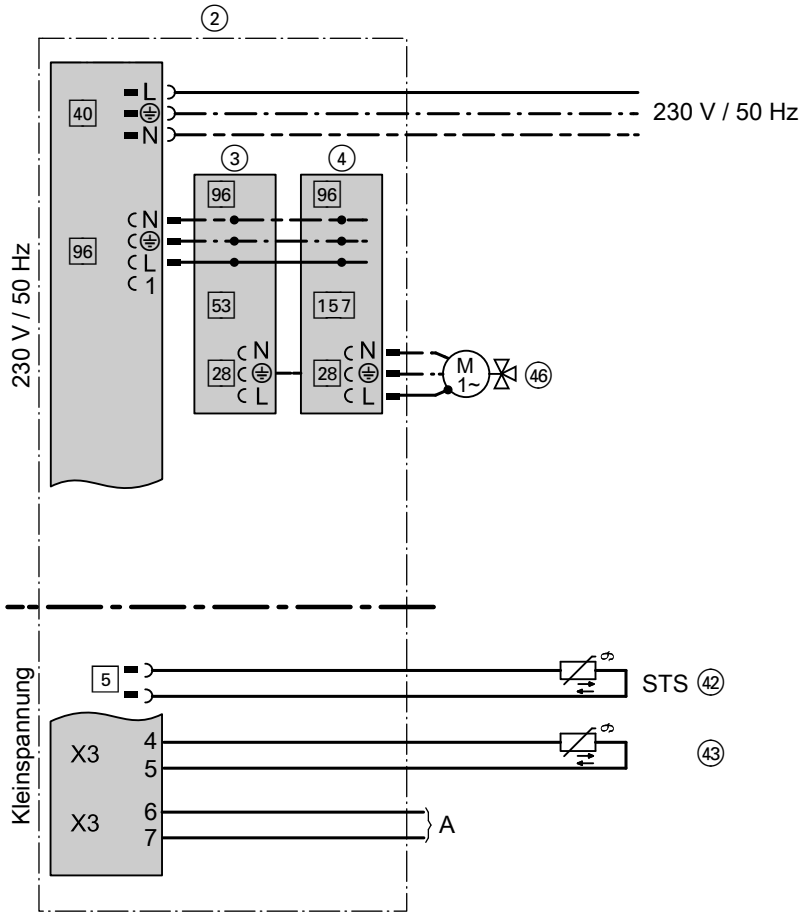 ②
L
40
N
230 V / 50 Hz
③
④
96
96
N
96
L
1
53
157
N
N
28
28
L
L
M
1~
㊻
230 V / 50 Hz
Kleinspannung
5
ϑ
STS ㊷
X3
4
5
ϑ
㊸
X3
6
7
A